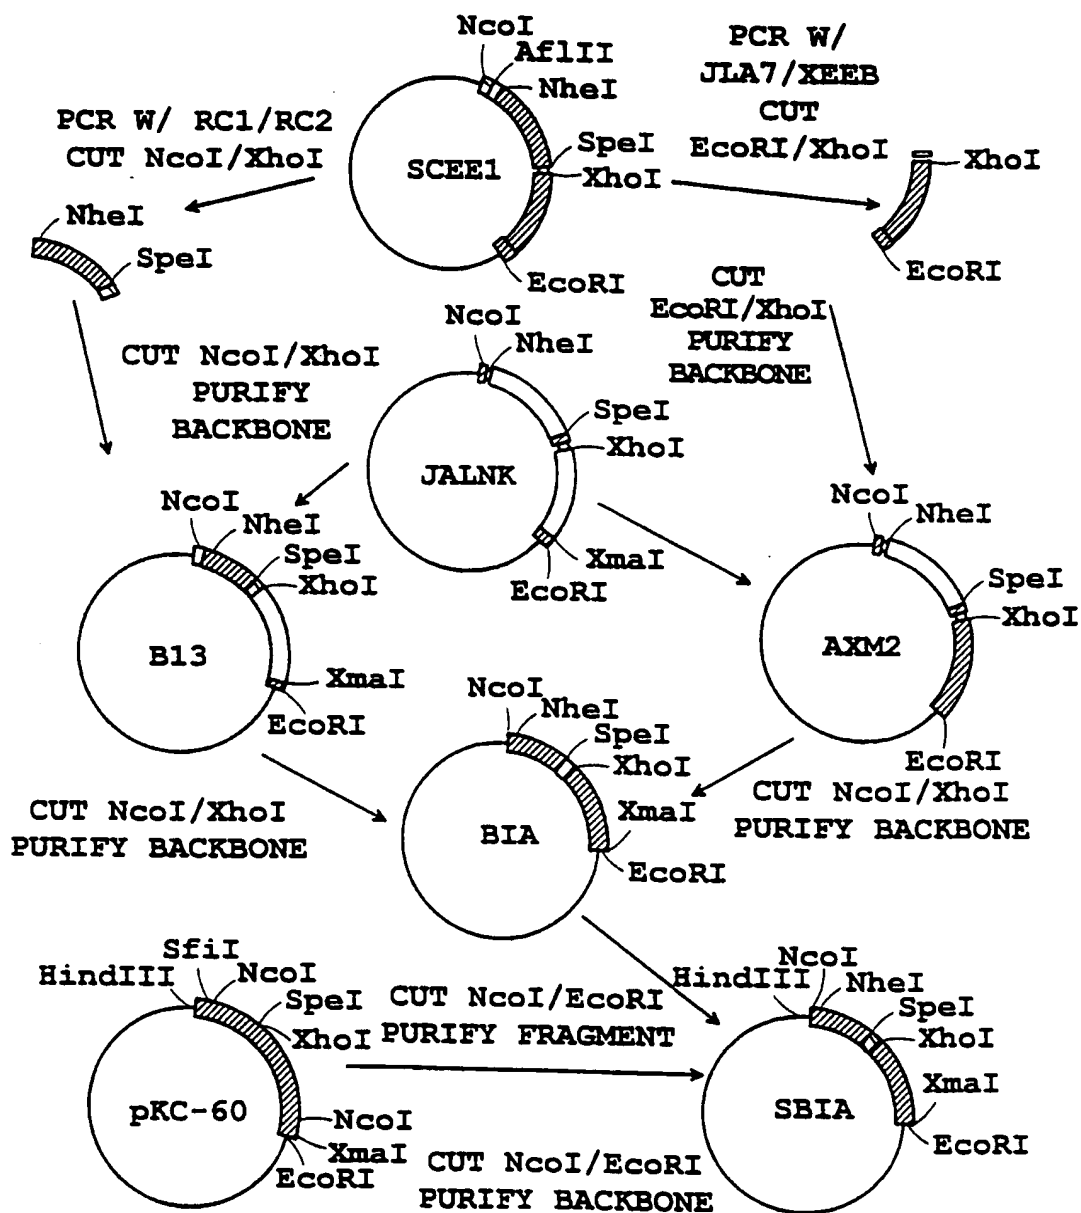 NcoI
AflII
NheI
SpeI
XhoI
EcoRI
SCEE1
PCR W/ RC1/RC2
CUT NcoI/XhoI
NheI
SpeI
PCR W/
JLA7/XEEB
CUT
EcoRI/XhoI
XhoI
EcoRI
CUT
EcoRI/XhoI
PURIFY
BACKBONE
CUT NcoI/XhoI
PURIFY
BACKBONE
NcoI
NheI
SpeI
XhoI
XmaI
EcoRI
JALNK
NcoI
NheI
SpeI
XhoI
XmaI
EcoRI
B13
NcoI
NheI
SpeI
XhoI
EcoRI
AXM2
CUT NcoI/XhoI
PURIFY BACKBONE
NcoI
NheI
SpeI
XhoI
XmaI
EcoRI
BIA
CUT NcoI/XhoI
PURIFY BACKBONE
HindIII
SfiI
NcoI
SpeI
XhoI
NcoI
XmaI
EcoRI
pKC-60
CUT NcoI/EcoRI
PURIFY FRAGMENT
CUT NcoI/EcoRI
PURIFY BACKBONE
HindIII
NcoI
NheI
SpeI
XhoI
XmaI
EcoRI
SBIA